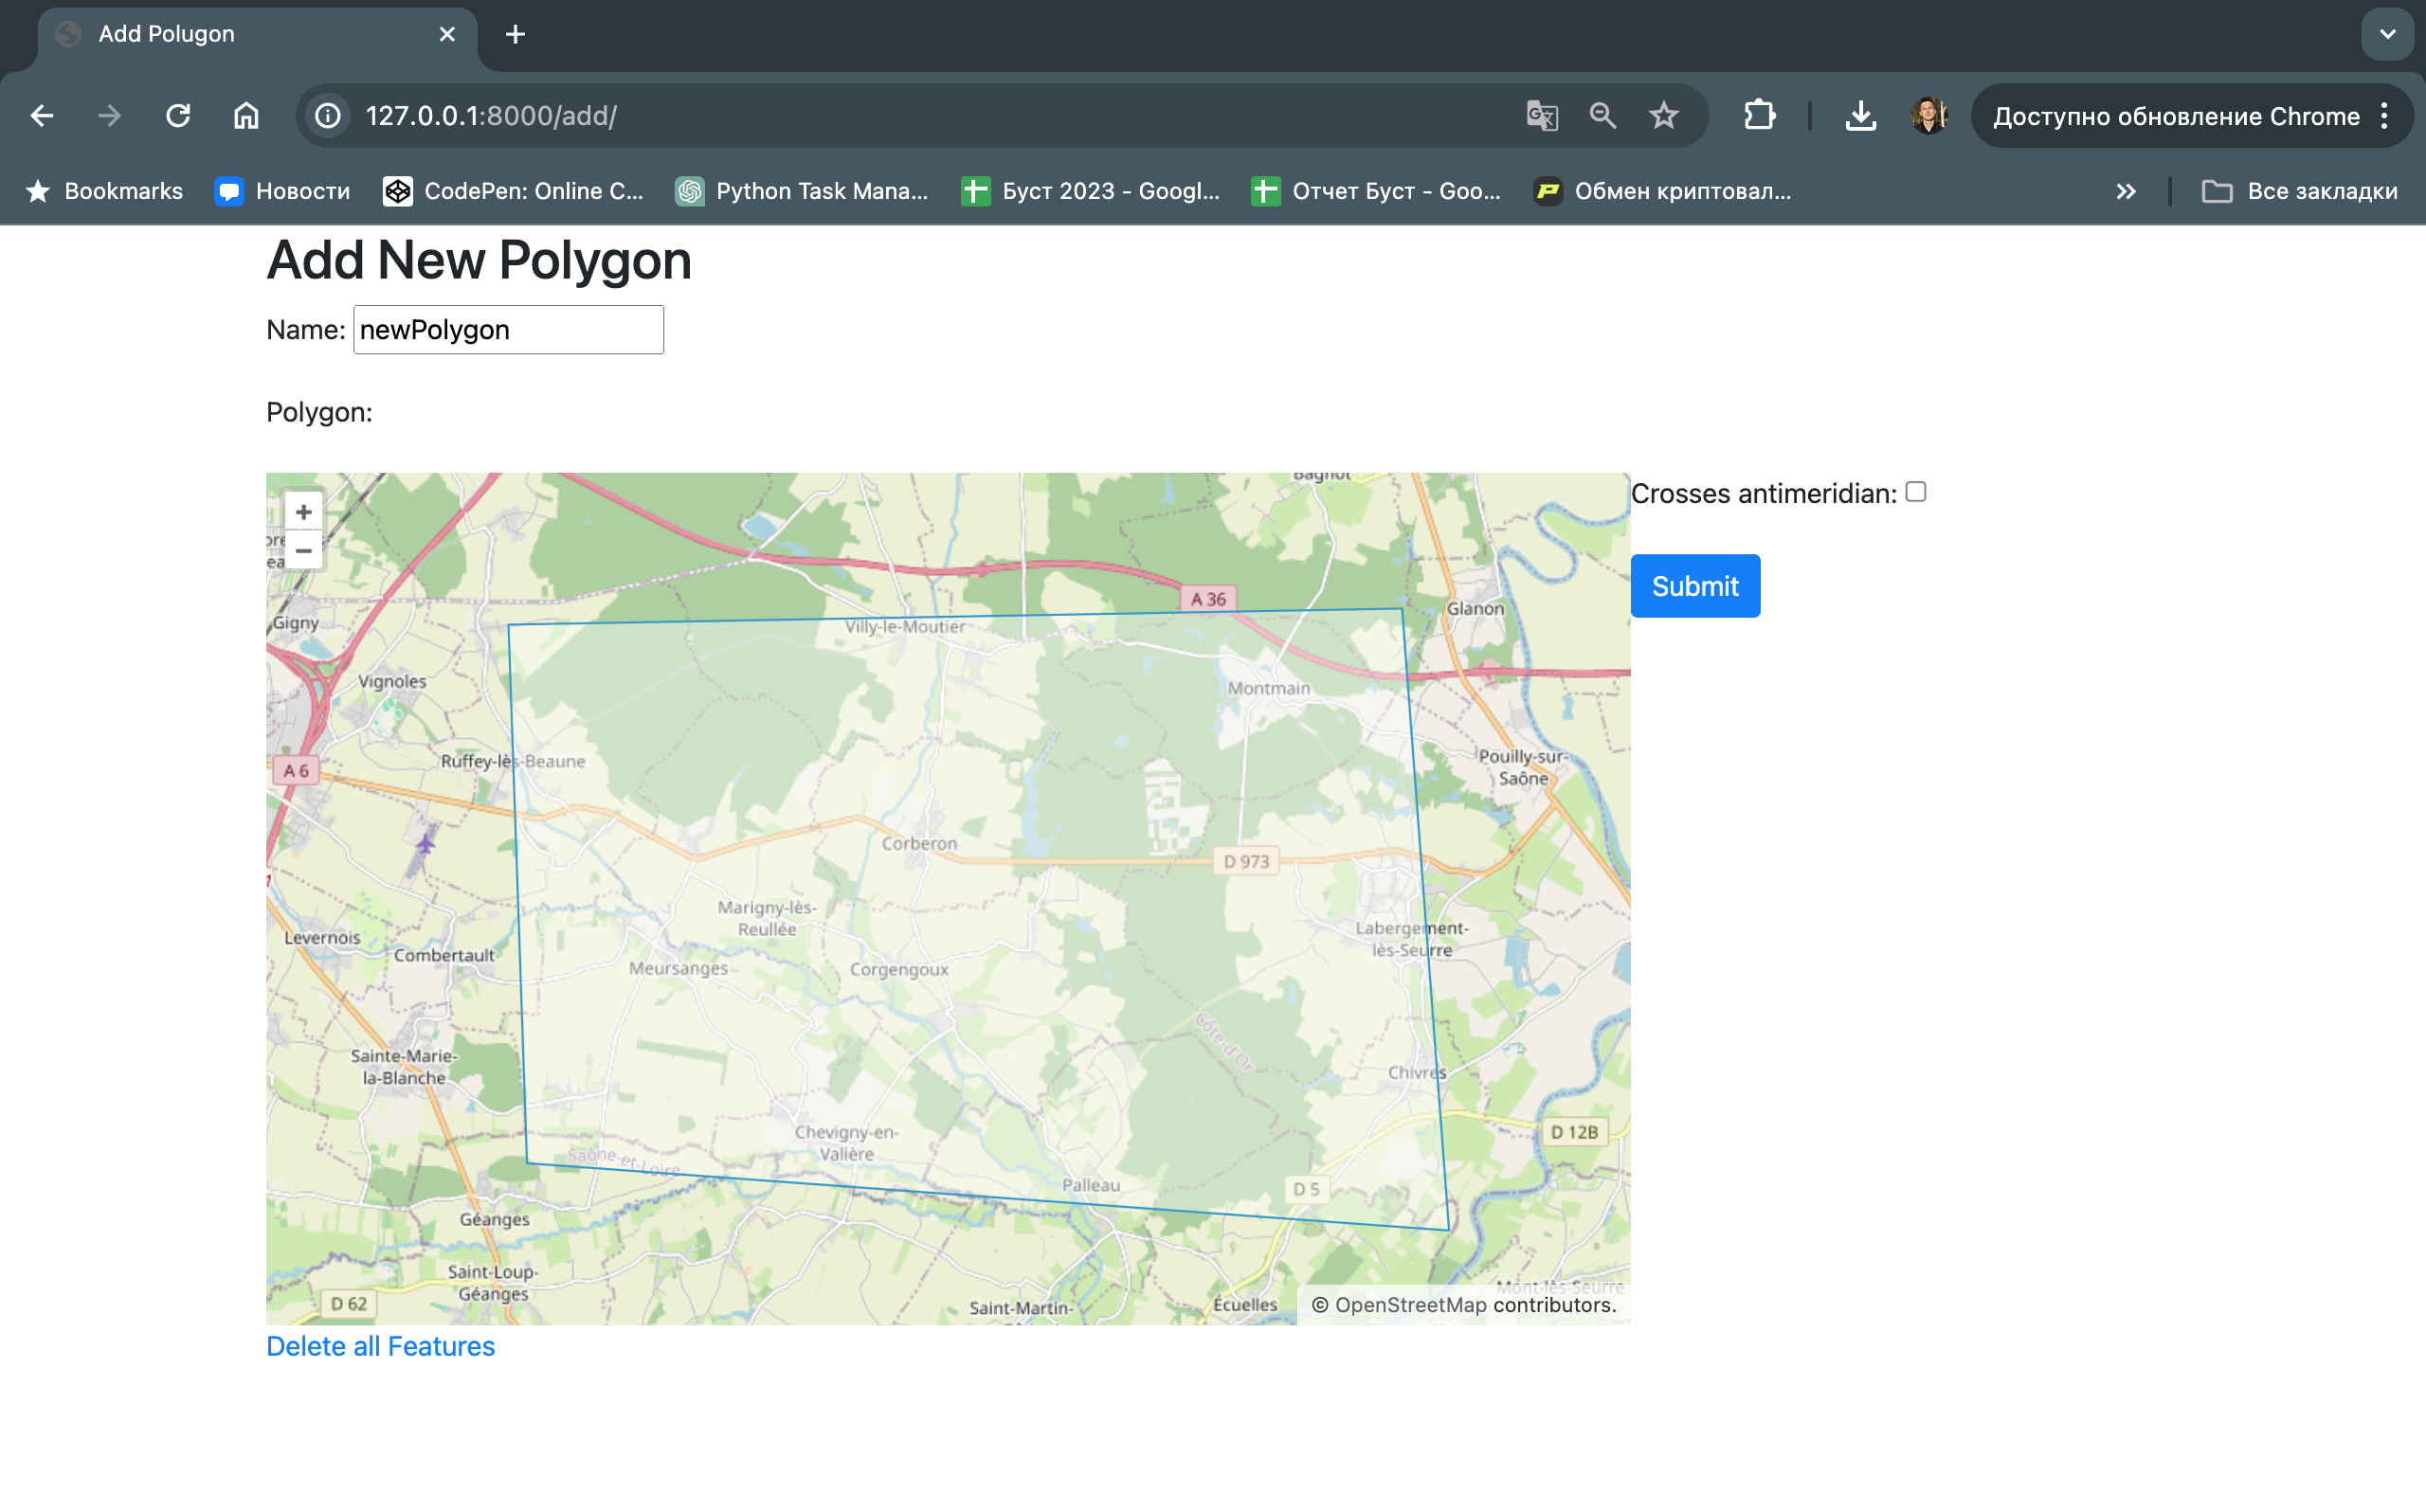 Add Polugon
127.0.0.1:8000/add/
Доступно обновление Chrome
Bookmarks
Новости
CodePen: Online C...
Python Task Mana...
Буст 2023 - Googl...
Отчет Буст - Goo...
Обмен криптовал...
Все закладки
Add New Polygon
Name: newPolygon
Polygon:
Crosses antimeridian:
Submit
+
−
Bagnot
A 36
Glanon
Gigny
Villy-le-Moutier
Vignoles
Montmain
Ruffey-lès-Beaune
A 6
Pouilly-sur-
Saône
Corberon
D 973
Marigny-lès-
Reullée
Labergement-
lès-Seurre
Levernois
Combertault
Meursanges
Corgengoux
Côte-d'Or
Sainte-Marie-
la-Blanche
Chivres
Chevigny-en-
Valière
D 12B
Saône-et-Loire
Palleau
D 5
Géanges
Saint-Loup-
Géanges
Mont-lès-Seurre
D 62
Saint-Martin-
Écuelles
© OpenStreetMap contributors.
Delete all Features